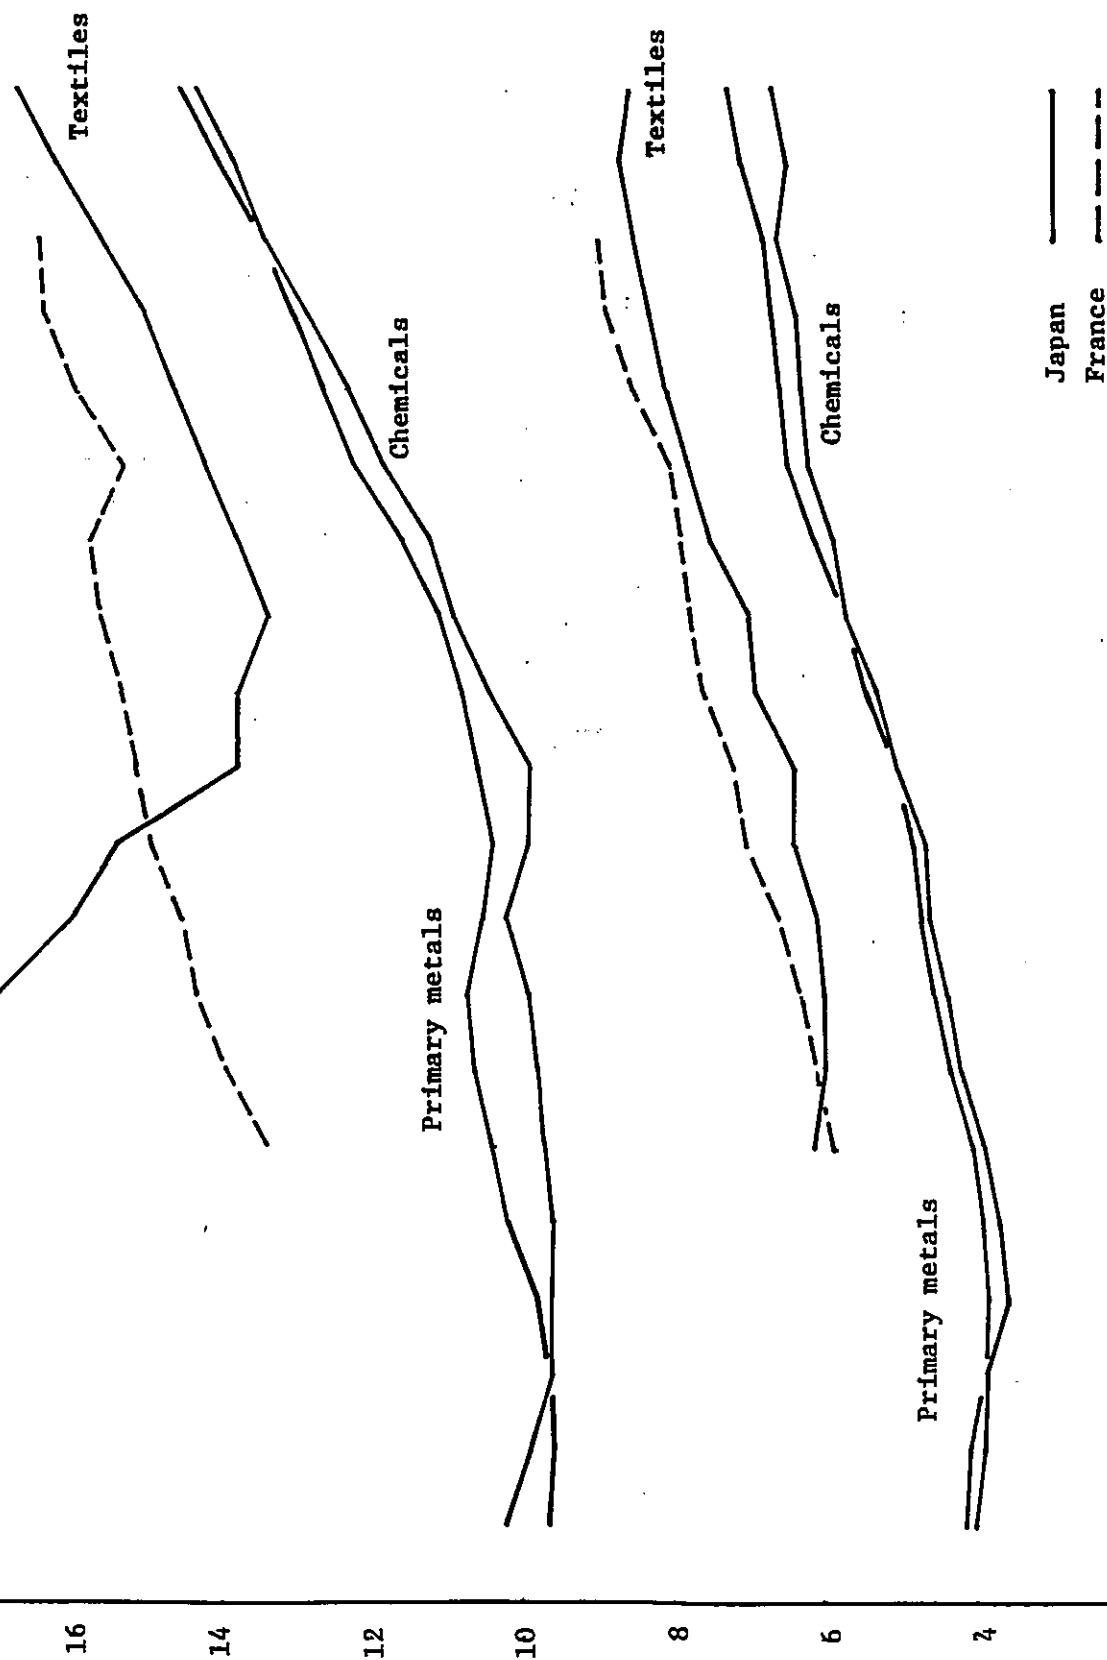 Textiles
Chemicals
Primary metals
Textiles
Chemicals
Primary metals
Japan
France
16
14
12
10
8
6
4